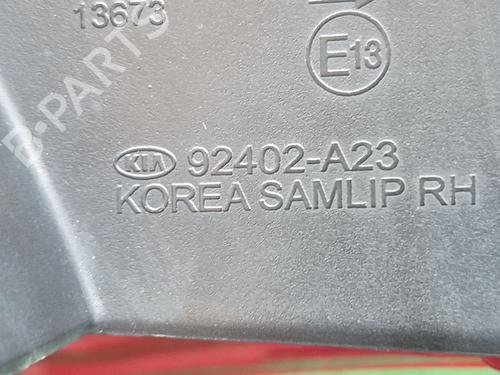 13673
E13
KIA 92402-A23
KOREA SAMLIP RH
B-PARTS